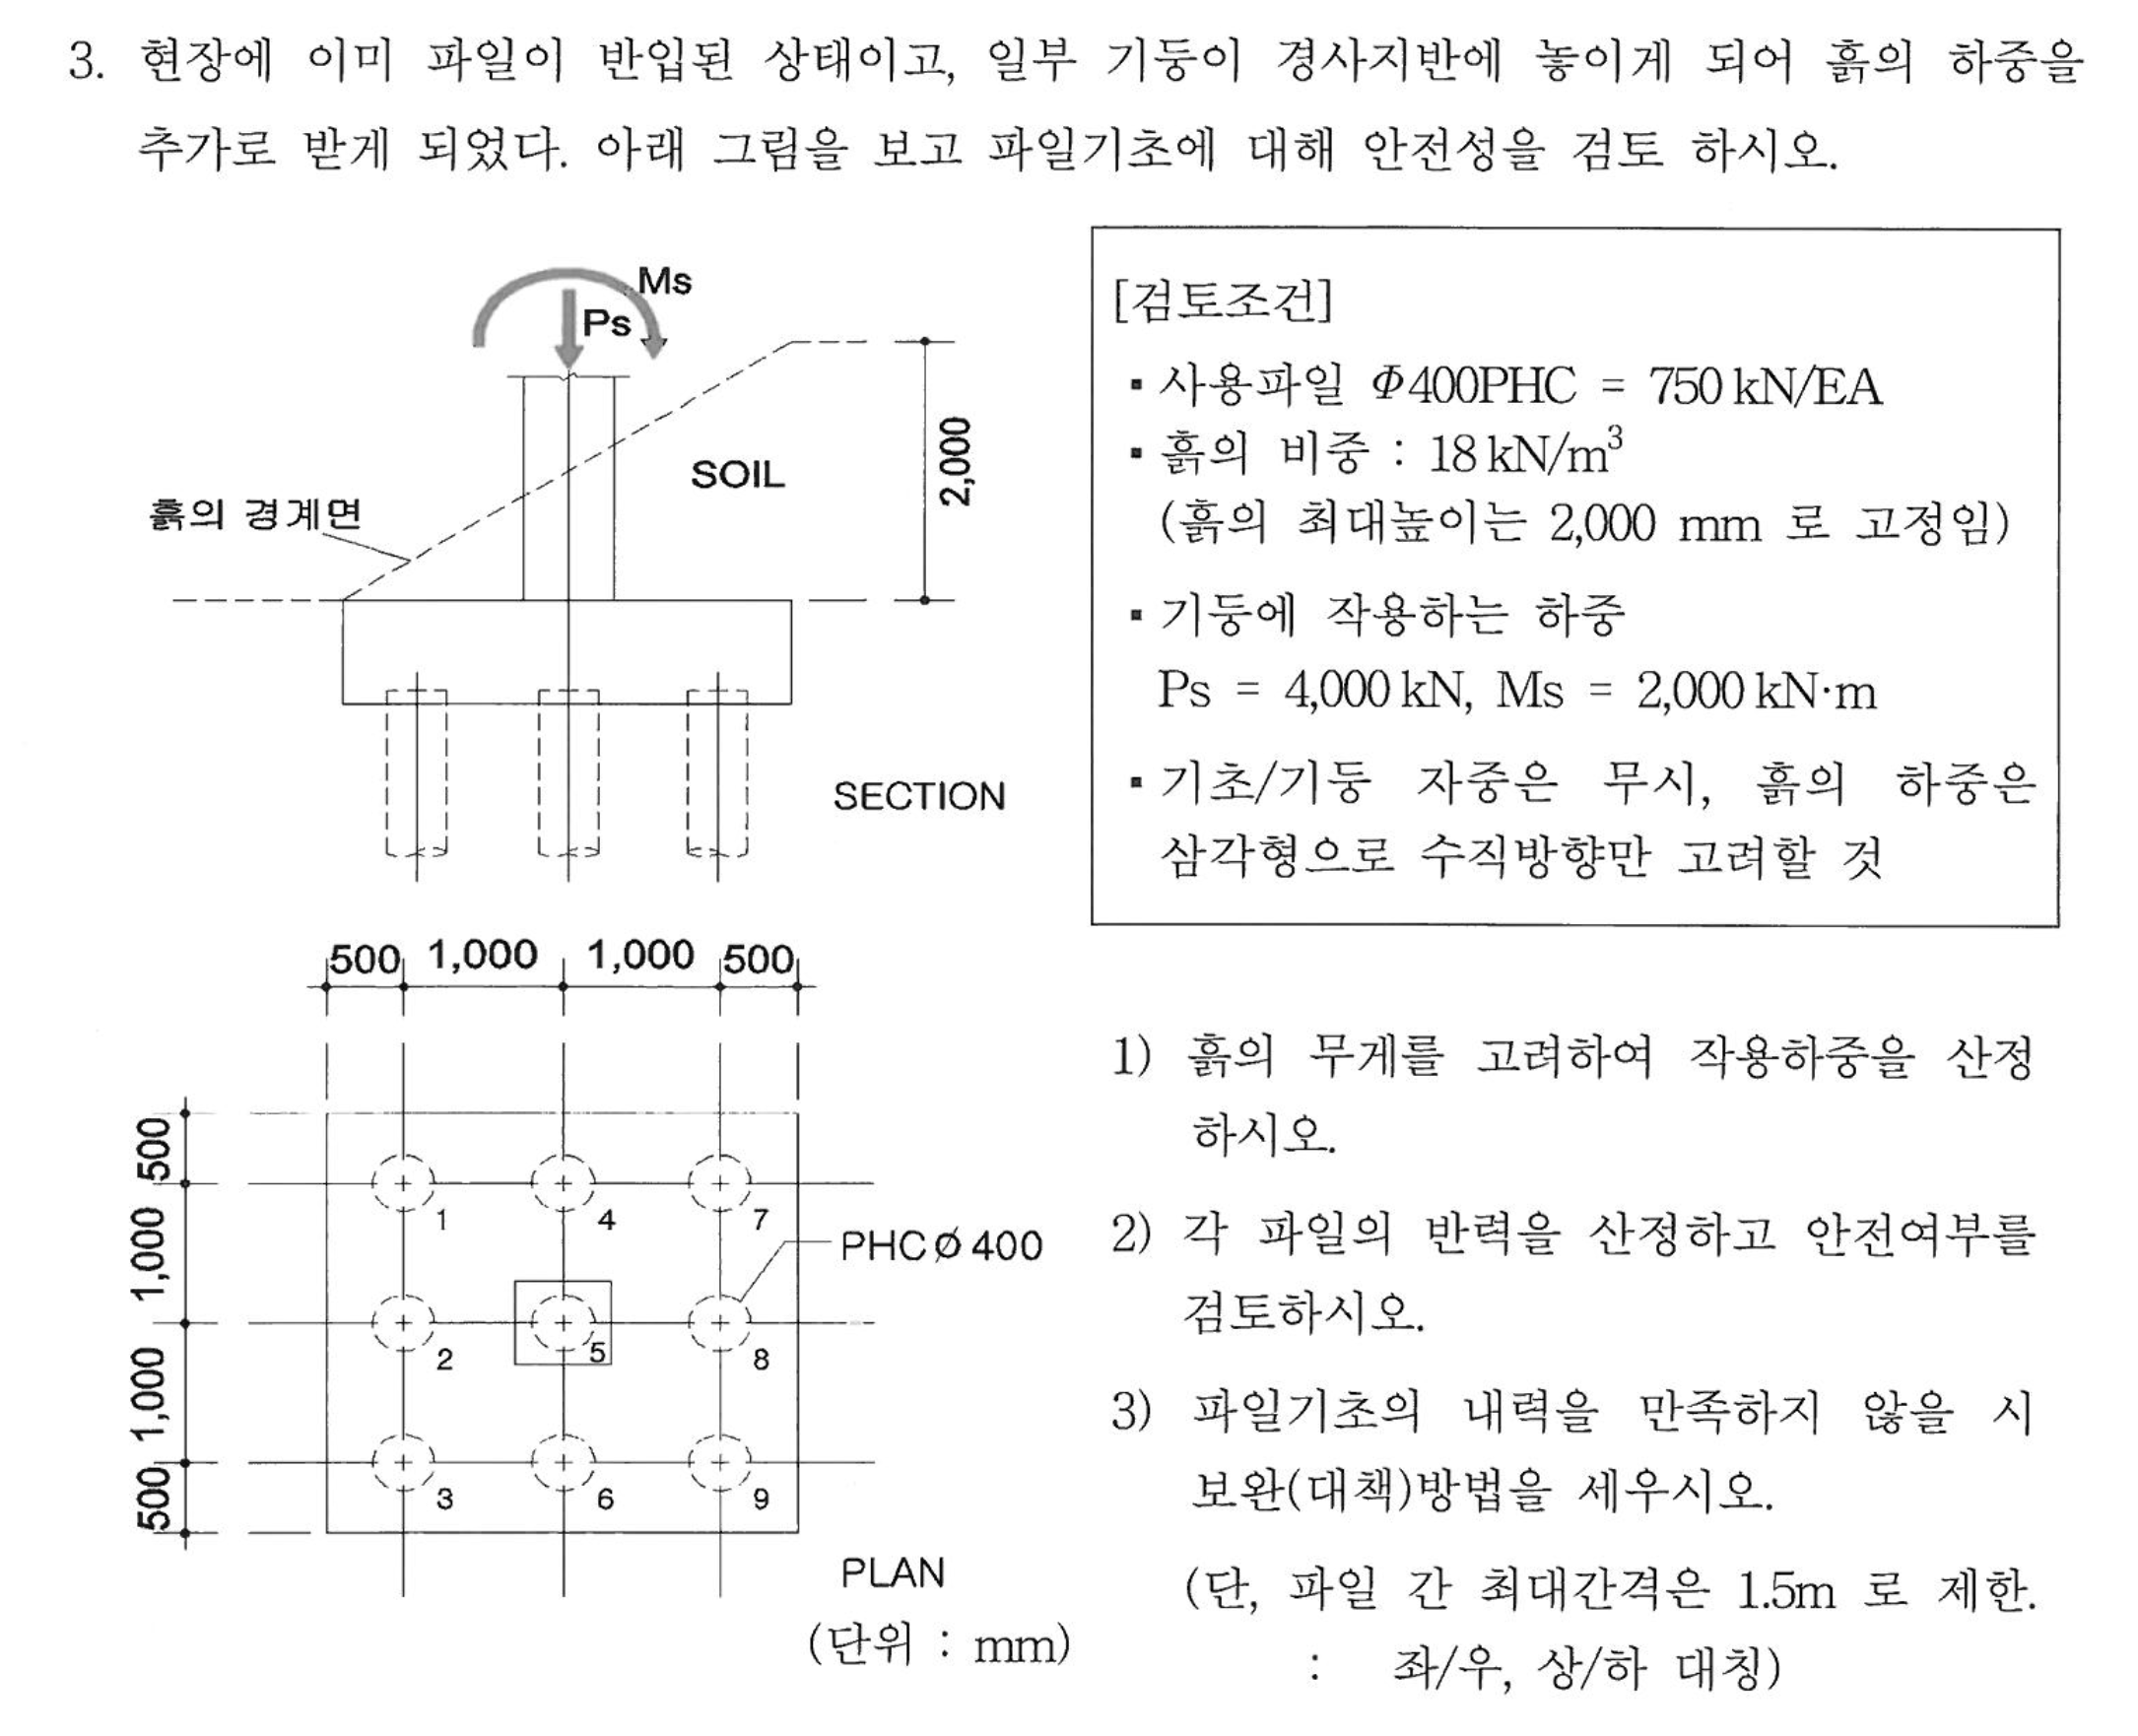 3. 현장에 이미 파일이 반입된 상태이고, 일부 기둥이 경사지반에 놓이게 되어 흙의 하중을
추가로 받게 되었다. 아래 그림을 보고 파일기초에 대해 안전성을 검토 하시오.
Ms
Ps
SOIL
2,000
흙의 경계면
SECTION
[검토조건]
▪ 사용파일 Φ400PHC = 750 kN/EA
▪ 흙의 비중 : 18 kN/m³
(흙의 최대높이는 2,000 mm 로 고정임)
▪ 기둥에 작용하는 하중
Ps = 4,000 kN, Ms = 2,000 kN·m
▪ 기초/기둥 자중은 무시, 흙의 하중은
삼각형으로 수직방향만 고려할 것
500 1,000 1,000 500
500
1,000
1,000
500
1 4 7
2 5 8
3 6 9
PHCØ400
PLAN
(단위 : mm)
1) 흙의 무게를 고려하여 작용하중을 산정
하시오.
2) 각 파일의 반력을 산정하고 안전여부를
검토하시오.
3) 파일기초의 내력을 만족하지 않을 시
보완(대책)방법을 세우시오.
(단, 파일 간 최대간격은 1.5m 로 제한.
: 좌/우, 상/하 대칭)